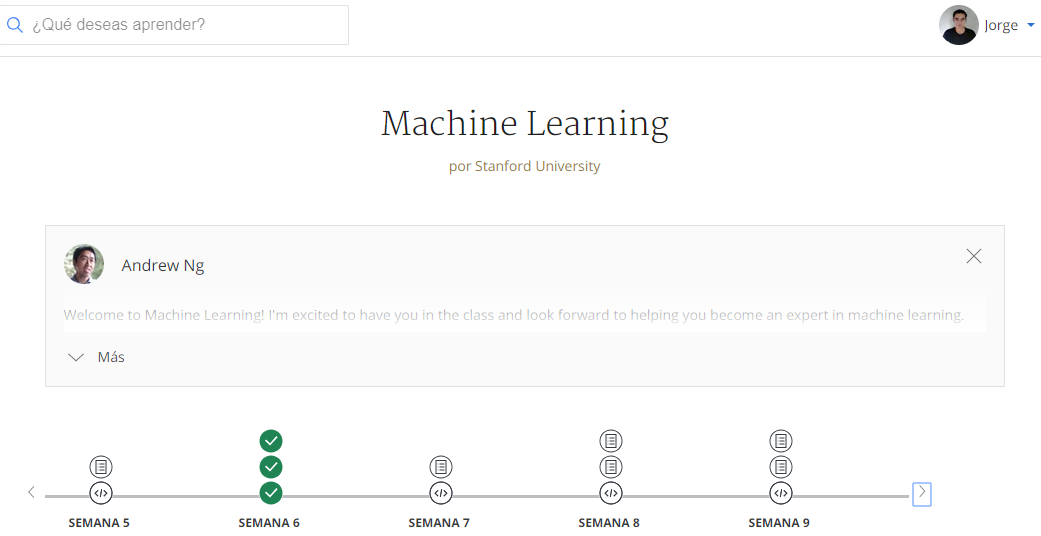 ¿Qué deseas aprender?
Jorge
Machine Learning
por Stanford University
Andrew Ng
Welcome to Machine Learning! I'm excited to have you in the class and look forward to helping you become an expert in machine learning.
Más
SEMANA 5
SEMANA 6
SEMANA 7
SEMANA 8
SEMANA 9